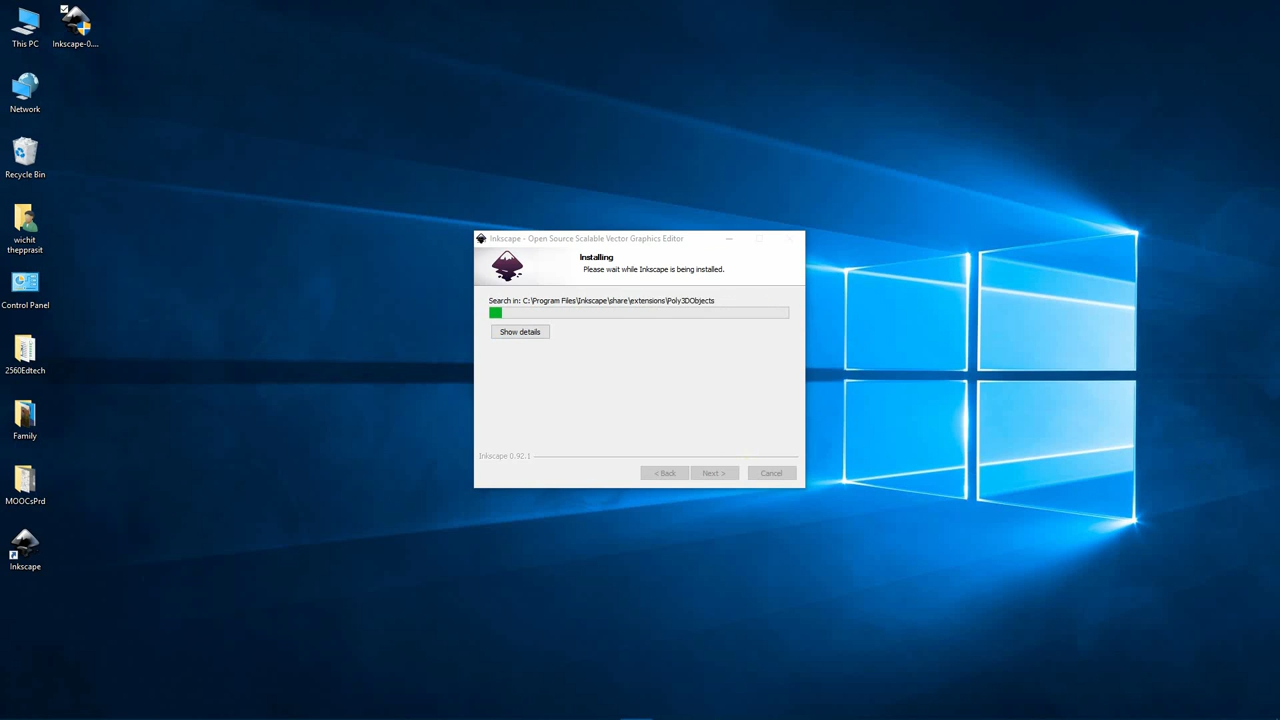 This PC
Inkscape-0....
Network
Recycle Bin
wichit
thepprasit
Control Panel
2560Edtech
Family
MOOCsPrd
Inkscape
Inkscape - Open Source Scalable Vector Graphics Editor
Installing
Please wait while Inkscape is being installed.
Search in: C:\Program Files\Inkscape\share\extensions\Poly3DObjects
Show details
Inkscape 0.92.1
< Back
Next >
Cancel